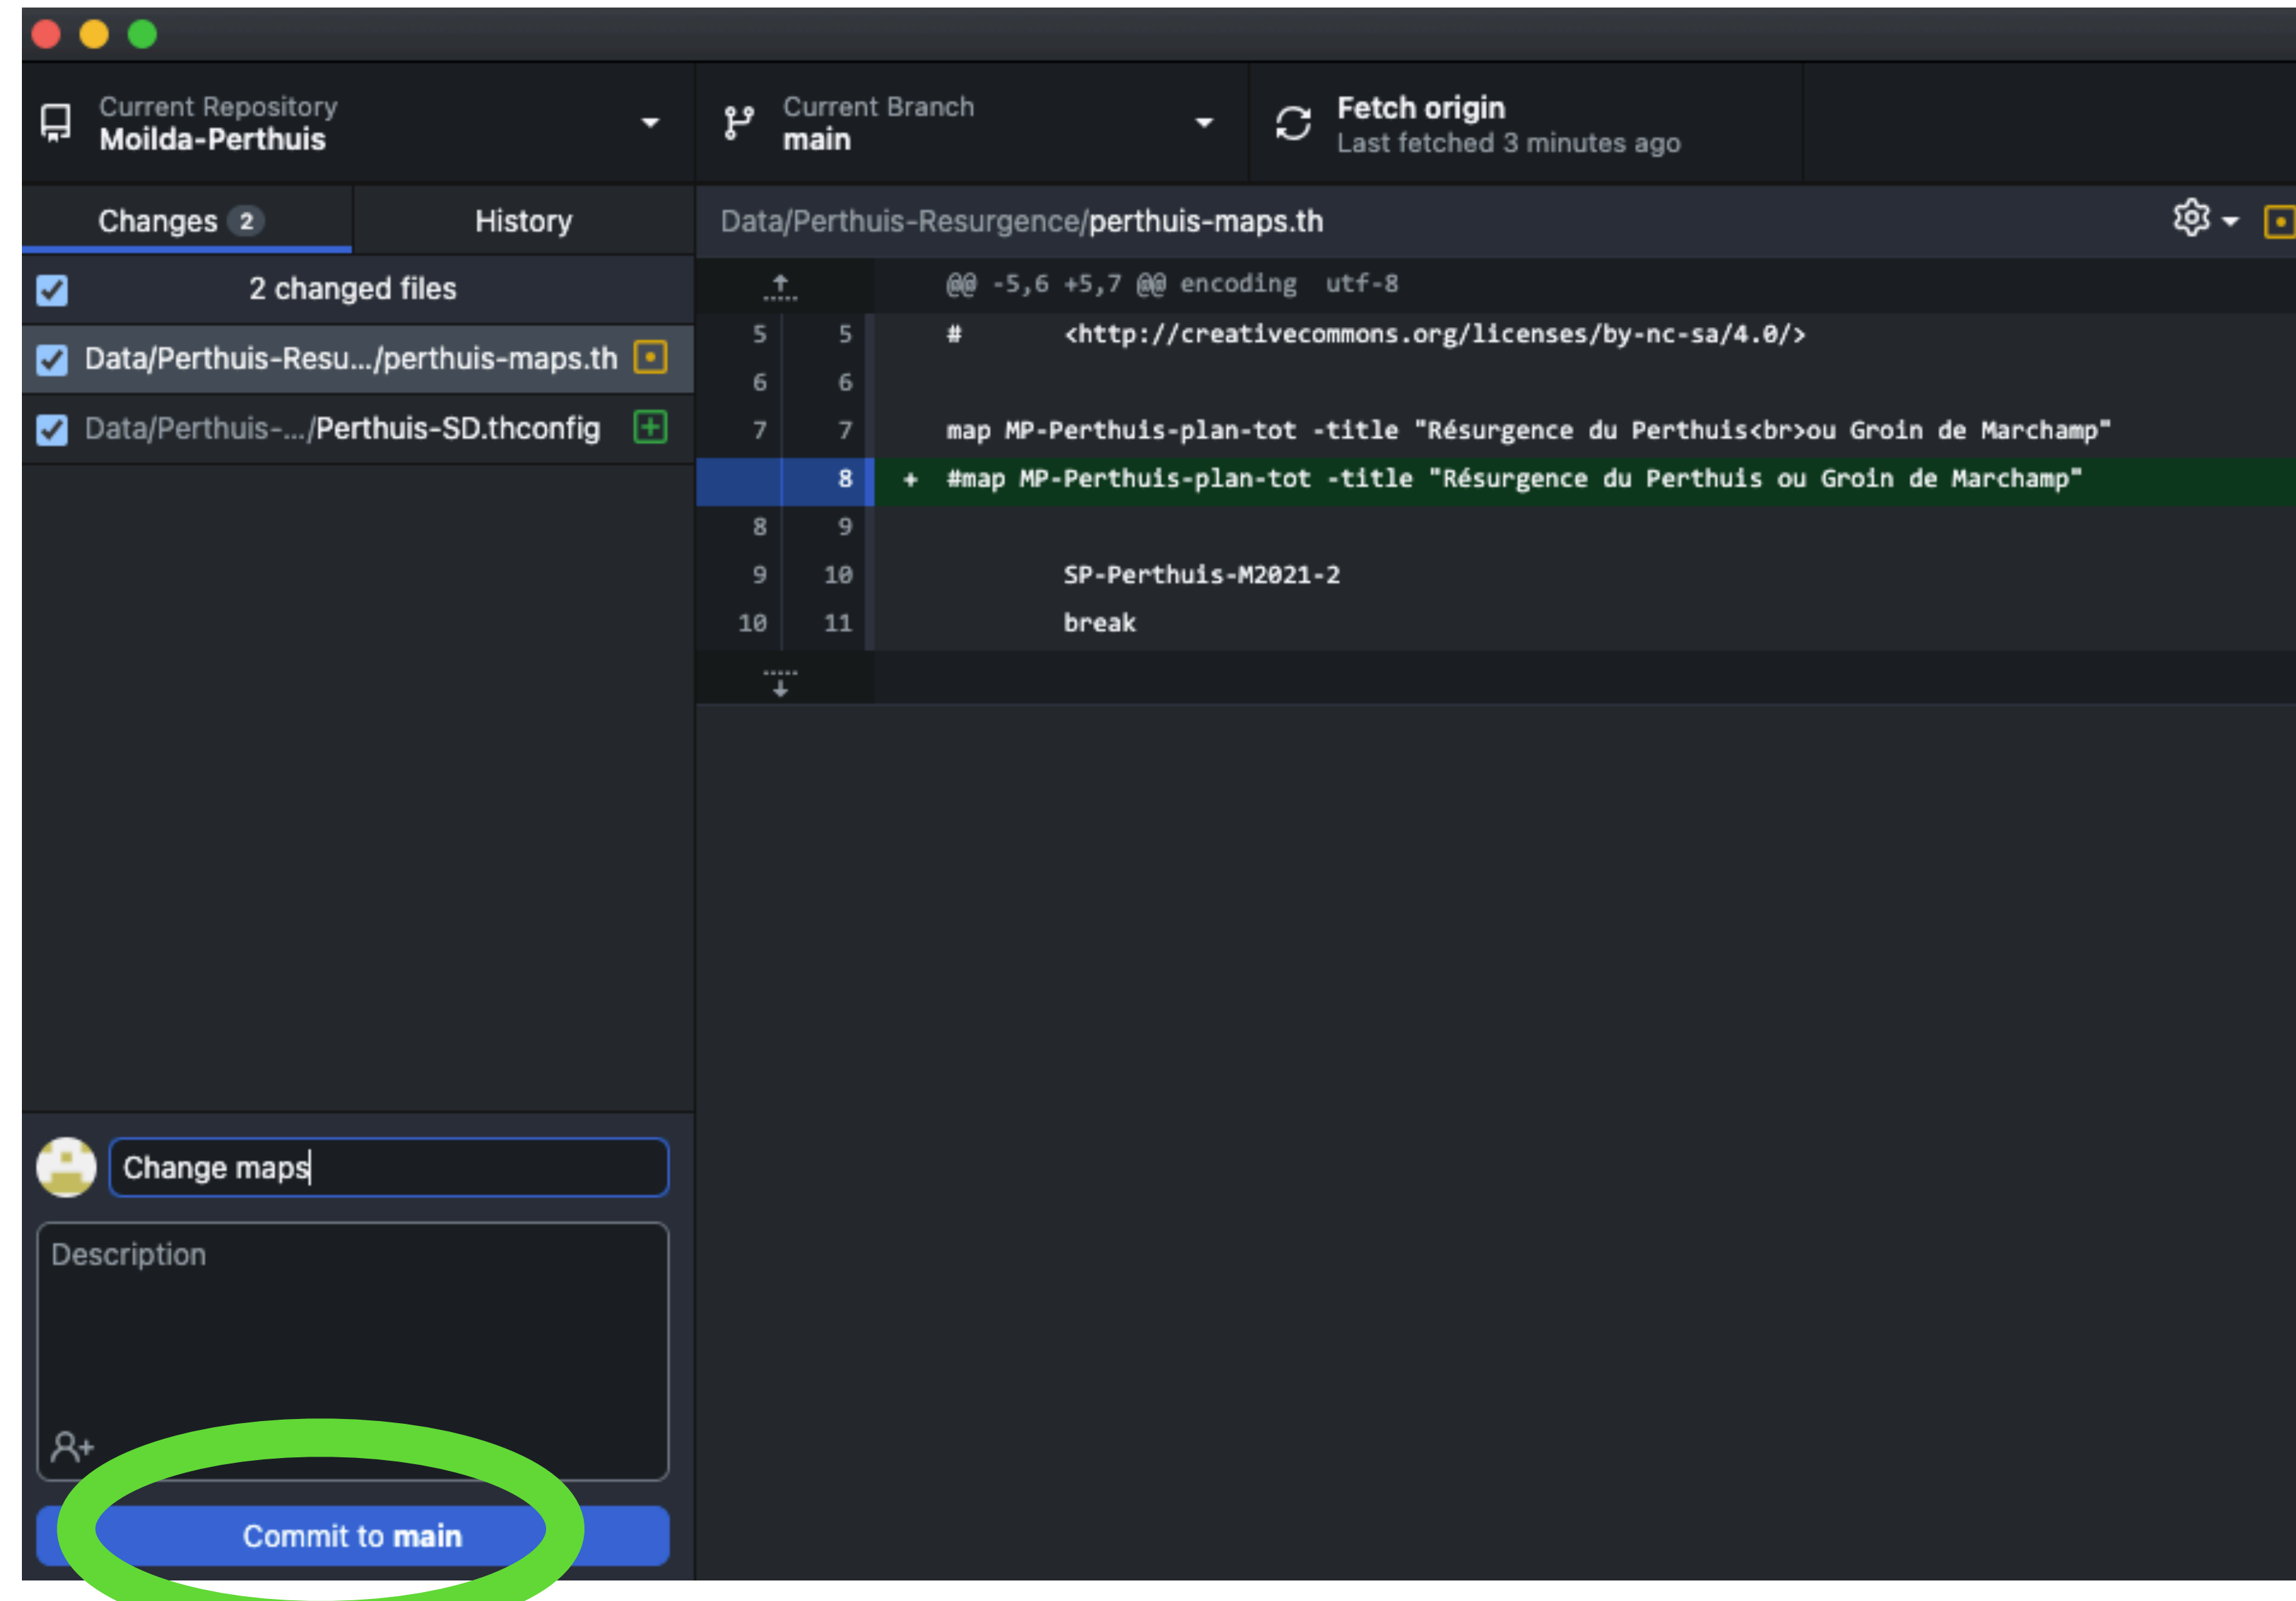 Current Repository
Moilda-Perthuis
Current Branch
main
Fetch origin
Last fetched 3 minutes ago
Changes 2
History
Data/Perthuis-Resurgence/perthuis-maps.th
2 changed files
Data/Perthuis-Resu.../perthuis-maps.th
Data/Perthuis-.../Perthuis-SD.thconfig
@@ -5,6 +5,7 @@ encoding  utf-8
5 5 # <http://creativecommons.org/licenses/by-nc-sa/4.0/>
6 6
7 7 map MP-Perthuis-plan-tot -title "Résurgence du Perthuis<br>ou Groin de Marchamp"
8 + #map MP-Perthuis-plan-tot -title "Résurgence du Perthuis ou Groin de Marchamp"
8 9
9 10 SP-Perthuis-M2021-2
10 11 break
Change maps
Description
Commit to main